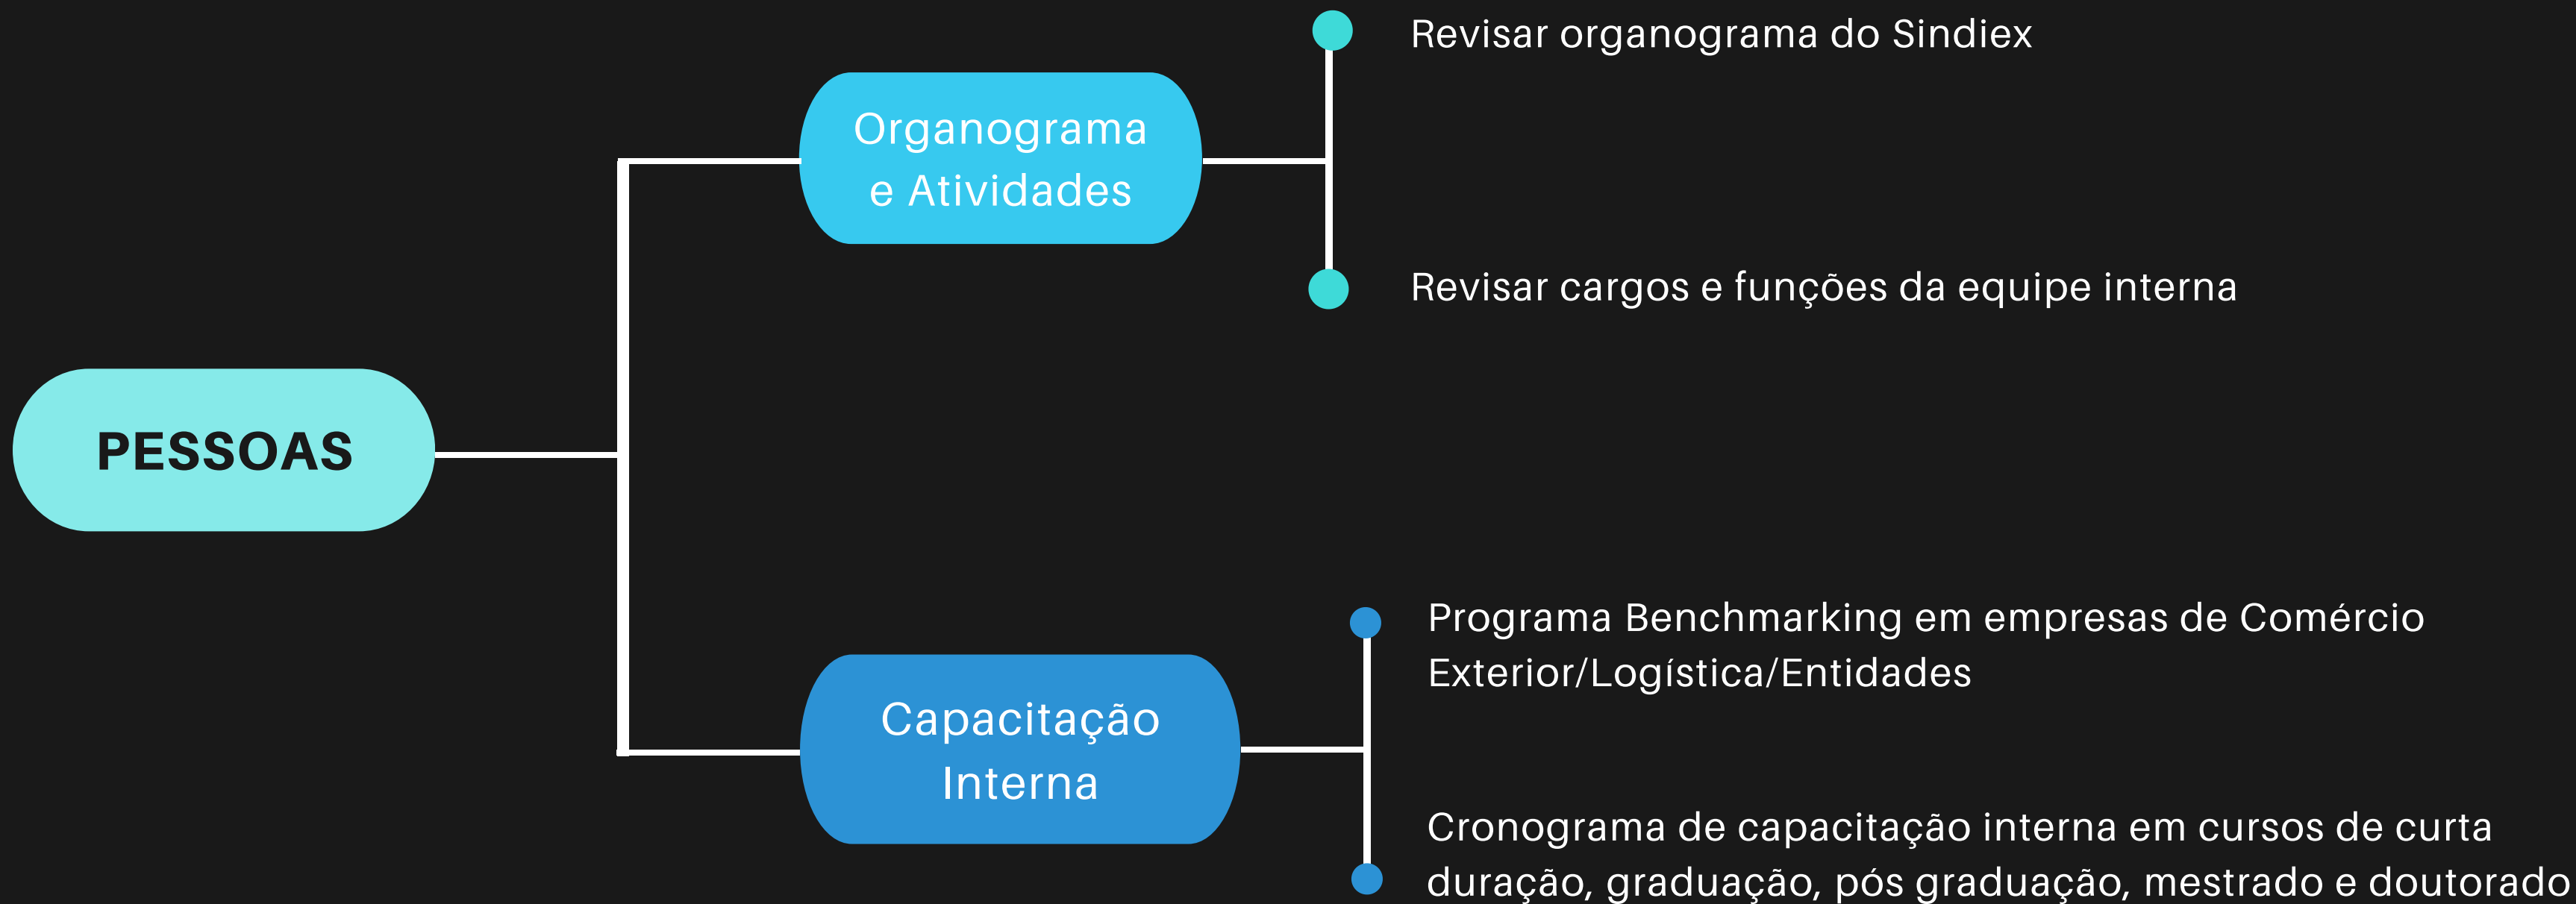 PESSOAS
Organograma
e Atividades
Revisar organograma do Sindiex
Revisar cargos e funções da equipe interna
Capacitação
Interna
Programa Benchmarking em empresas de Comércio
Exterior/Logística/Entidades
Cronograma de capacitação interna em cursos de curta
duração, graduação, pós graduação, mestrado e doutorado